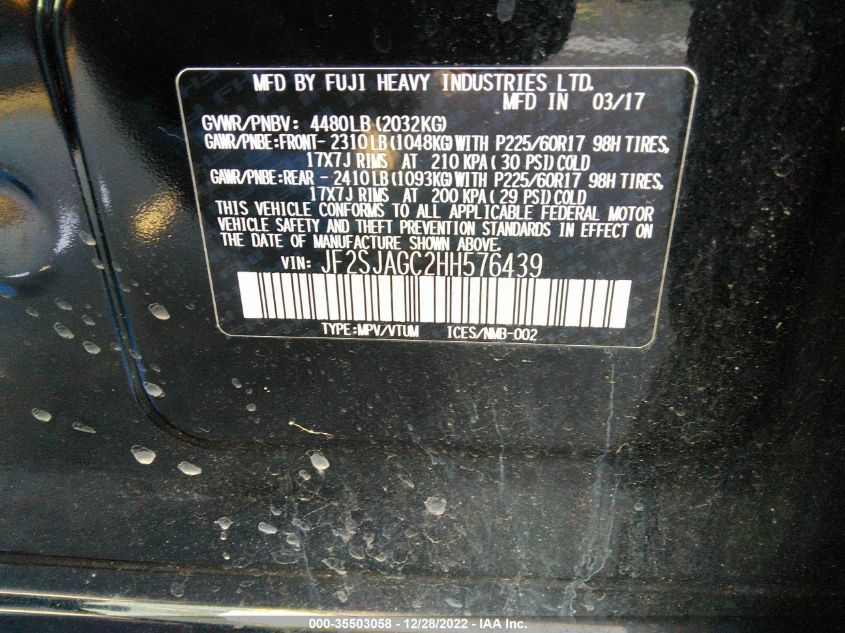 MFD BY FUJI HEAVY INDUSTRIES LTD.
MFD IN 03/17
GVWR/PNBV: 4480LB(2032KG)
GAWR/PNBE:FRONT- 2310LB(1048KG)WITH P225/60R17 98H TIRES,
17X7J RIMS AT 210 KPA(30 PSI)COLD
GAWR/PNBE:REAR - 2410LB(1093KG)WITH P225/60R17 98H TIRES,
17X7J RIMS AT 200 KPA(29 PSI)COLD
THIS VEHICLE CONFORMS TO ALL APPLICABLE FEDERAL MOTOR
VEHICLE SAFETY AND THEFT PREVENTION STANDARDS IN EFFECT ON
THE DATE OF MANUFACTURE SHOWN ABOVE.
VIN: JF2SJAGC2HH576439
TYPE:MPV/VTUM ICES/NMB-002
000-35503058 - 12/28/2022 - IAA Inc.